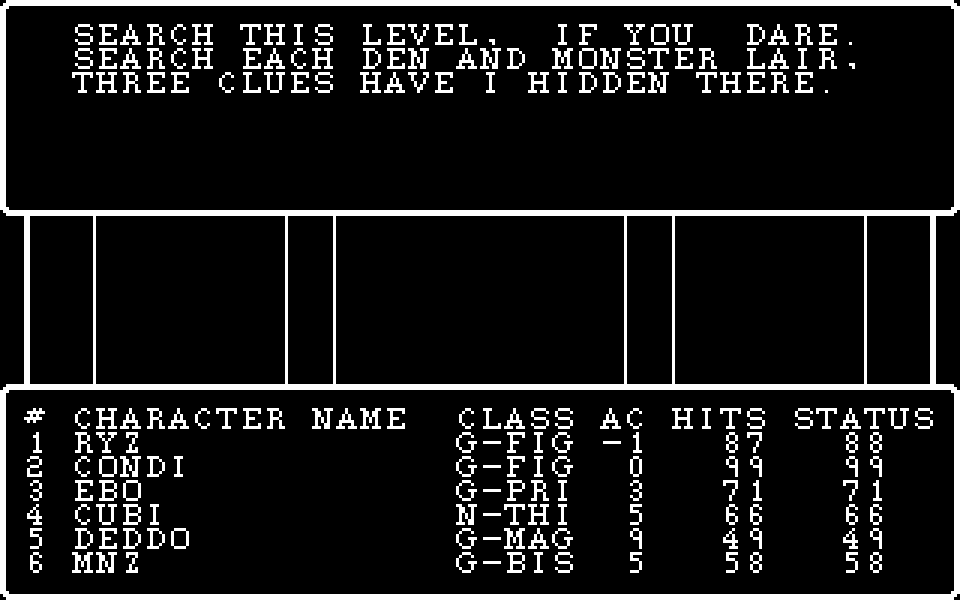 SEARCH THIS LEVEL, IF YOU DARE.
SEARCH EACH DEN AND MONSTER LAIR,
THREE CLUES HAVE I HIDDEN THERE.
# CHARACTER NAME CLASS AC HITS STATUS
1 RYZ G-FIG -1 87 88
2 CONDI G-FIG 0 99 99
3 EBO G-PRI 3 71 71
4 CUBI N-THI 5 66 66
5 DEDDO G-MAG 9 49 49
6 MNZ G-BIS 5 58 58